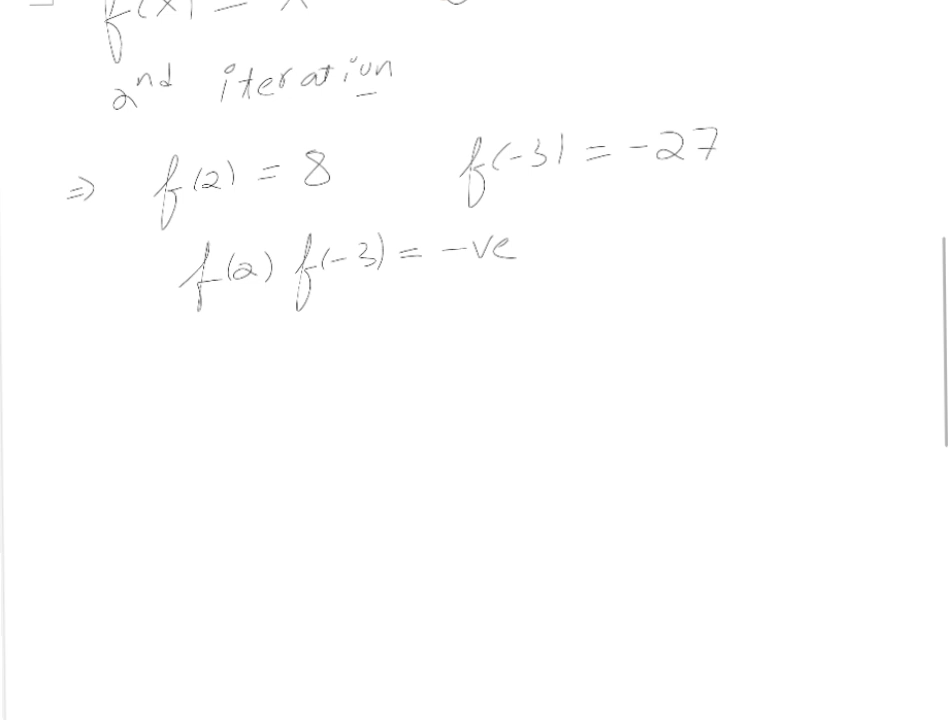 f(x) =
2nd iteration
⇒ f(2) = 8 f(-3) = -27
f(2) f(-3) = -ve